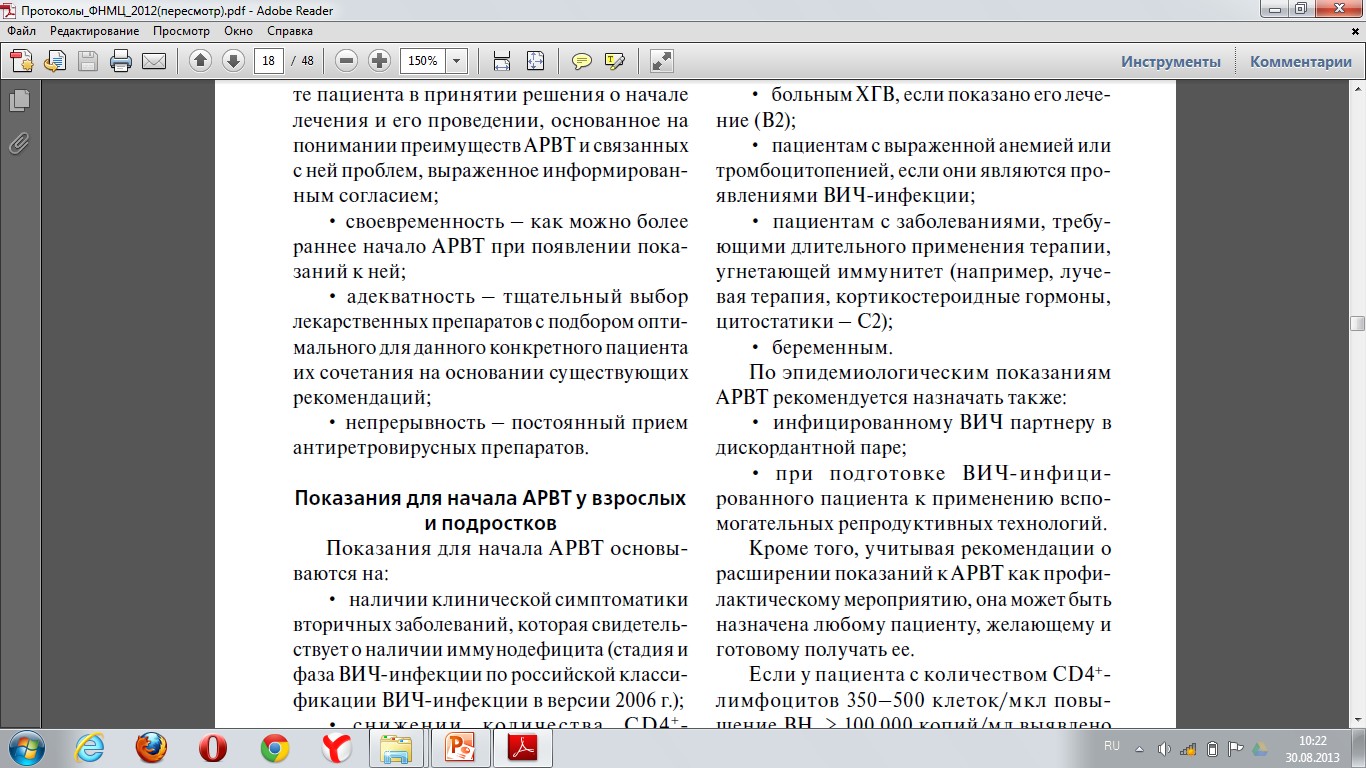 Протоколы_ФНМЦ_2012(пересмотр).pdf - Adobe Reader
Файл Редактирование Просмотр Окно Справка
18 / 48 150% Инструменты Комментарии
те пациента в принятии решения о начале
лечения и его проведении, основанное на
понимании преимуществ АРВТ и связанных
с ней проблем, выраженное информирован-
ным согласием;
• своевременность – как можно более
раннее начало АРВТ при появлении пока-
заний к ней;
• адекватность – тщательный выбор
лекарственных препаратов с подбором опти-
мального для данного конкретного пациента
их сочетания на основании существующих
рекомендаций;
• непрерывность – постоянный прием
антиретровирусных препаратов.
Показания для начала АРВТ у взрослых
и подростков
Показания для начала АРВТ основы-
ваются на:
• наличии клинической симптоматики
вторичных заболеваний, которая свидетель-
ствует о наличии иммунодефицита (стадия и
фаза ВИЧ-инфекции по российской класси-
фикации ВИЧ-инфекции в версии 2006 г.);
• снижении количества CD4+-
• больным ХГВ, если показано его лече-
ние (В2);
• пациентам с выраженной анемией или
тромбоцитопенией, если они являются про-
явлениями ВИЧ-инфекции;
• пациентам с заболеваниями, требу-
ющими длительного применения терапии,
угнетающей иммунитет (например, луче-
вая терапия, кортикостероидные гормоны,
цитостатики – С2);
• беременным.
По эпидемиологическим показаниям
АРВТ рекомендуется назначать также:
• инфицированному ВИЧ партнеру в
дискордантной паре;
• при подготовке ВИЧ-инфици-
рованного пациента к применению вспо-
могательных репродуктивных технологий.
Кроме того, учитывая рекомендации о
расширении показаний к АРВТ как профи-
лактическому мероприятию, она может быть
назначена любому пациенту, желающему и
готовому получать ее.
Если у пациента с количеством CD4+-
лимфоцитов 350–500 клеток/мкл повы-
шение ВН > 100 000 копий/мл выявлено
RU 10:22
30.08.2013